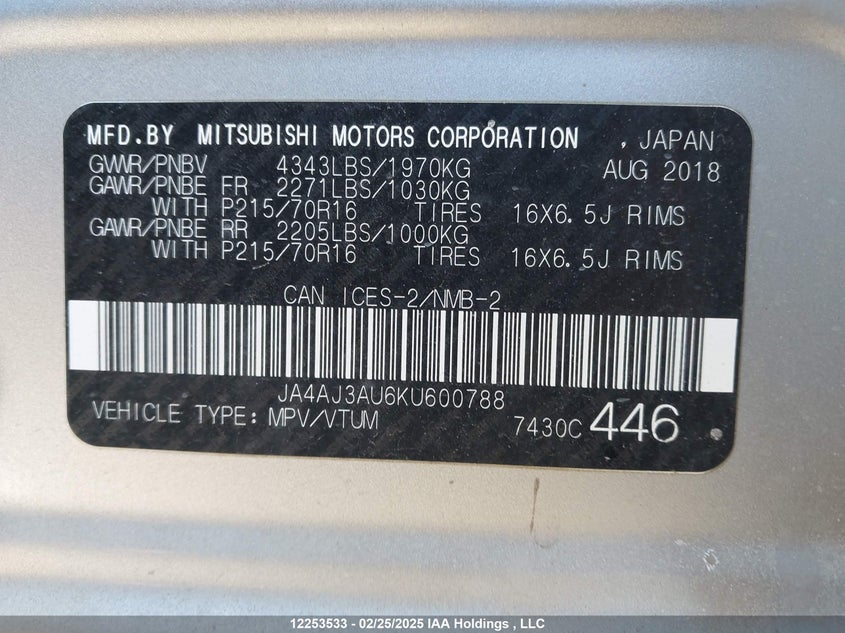 MFD.BY MITSUBISHI MOTORS CORPORATION , JAPAN
GVWR/PNBV 4343LBS/1970KG AUG 2018
GAWR/PNBE FR 2271LBS/1030KG
WITH P215/70R16 TIRES 16X6.5J RIMS
GAWR/PNBE RR 2205LBS/1000KG
WITH P215/70R16 TIRES 16X6.5J RIMS
CAN ICES-2/NMB-2
JA4AJ3AU6KU600788
VEHICLE TYPE: MPV/VTUM 7430C 446
12253533 - 02/25/2025 IAA Holdings , LLC